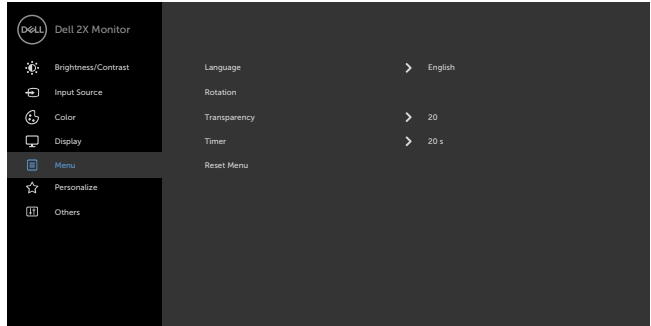 DELL Dell 2X Monitor
Brightness/Contrast Language English
Input Source Rotation
Color Transparency 20
Display Timer 20 s
Menu Reset Menu
Personalize
Others